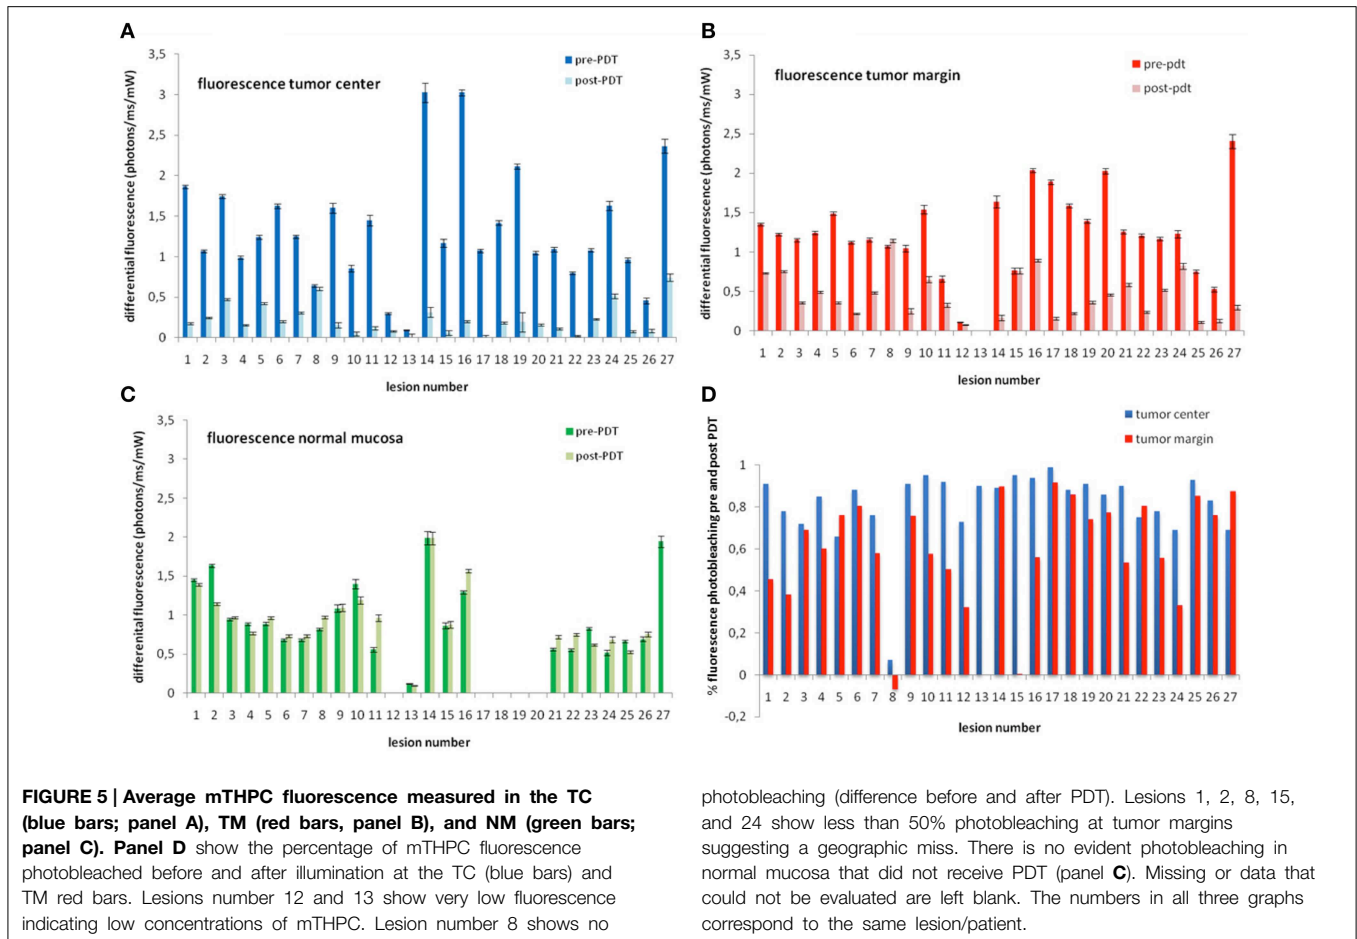 A
differential fluorescence (photons/ms/mW)
3,5
3
2,5
2
1,5
1
0,5
0
fluorescence tumor center
pre-PDT
post-PDT
1 2 3 4 5 6 7 8 9 10 11 12 13 14 15 16 17 18 19 20 21 22 23 24 25 26 27
lesion number
B
differential fluorescence (photons/ms/mW)
3,5
3
2,5
2
1,5
1
0,5
0
fluorescence tumor margin
pre-pdt
post-pdt
1 2 3 4 5 6 7 8 9 10 11 12 13 14 15 16 17 18 19 20 21 22 23 24 25 26 27
lesion number
C
differenital fluorescence (photons/ms/mW)
3,5
3
2,5
2
1,5
1
0,5
0
fluorescence normal mucosa
pre-PDT
post-PDT
1 2 3 4 5 6 7 8 9 10 11 12 13 14 15 16 17 18 19 20 21 22 23 24 25 26 27
lesion number
D
% fluorescence photobleaching pre and post PDT
1
0,8
0,6
0,4
0,2
0
-0,2
tumor center
tumor margin
1 2 3 4 5 6 7 8 9 10 11 12 13 14 15 16 17 18 19 20 21 22 23 24 25 26 27
lesion number
FIGURE 5 | Average mTHPC fluorescence measured in the TC
(blue bars; panel A), TM (red bars, panel B), and NM (green bars;
panel C). Panel D show the percentage of mTHPC fluorescence
photobleached before and after illumination at the TC (blue bars) and
TM red bars. Lesions number 12 and 13 show very low fluorescence
indicating low concentrations of mTHPC. Lesion number 8 shows no
photobleaching (difference before and after PDT). Lesions 1, 2, 8, 15,
and 24 show less than 50% photobleaching at tumor margins
suggesting a geographic miss. There is no evident photobleaching in
normal mucosa that did not receive PDT (panel C). Missing or data that
could not be evaluated are left blank. The numbers in all three graphs
correspond to the same lesion/patient.